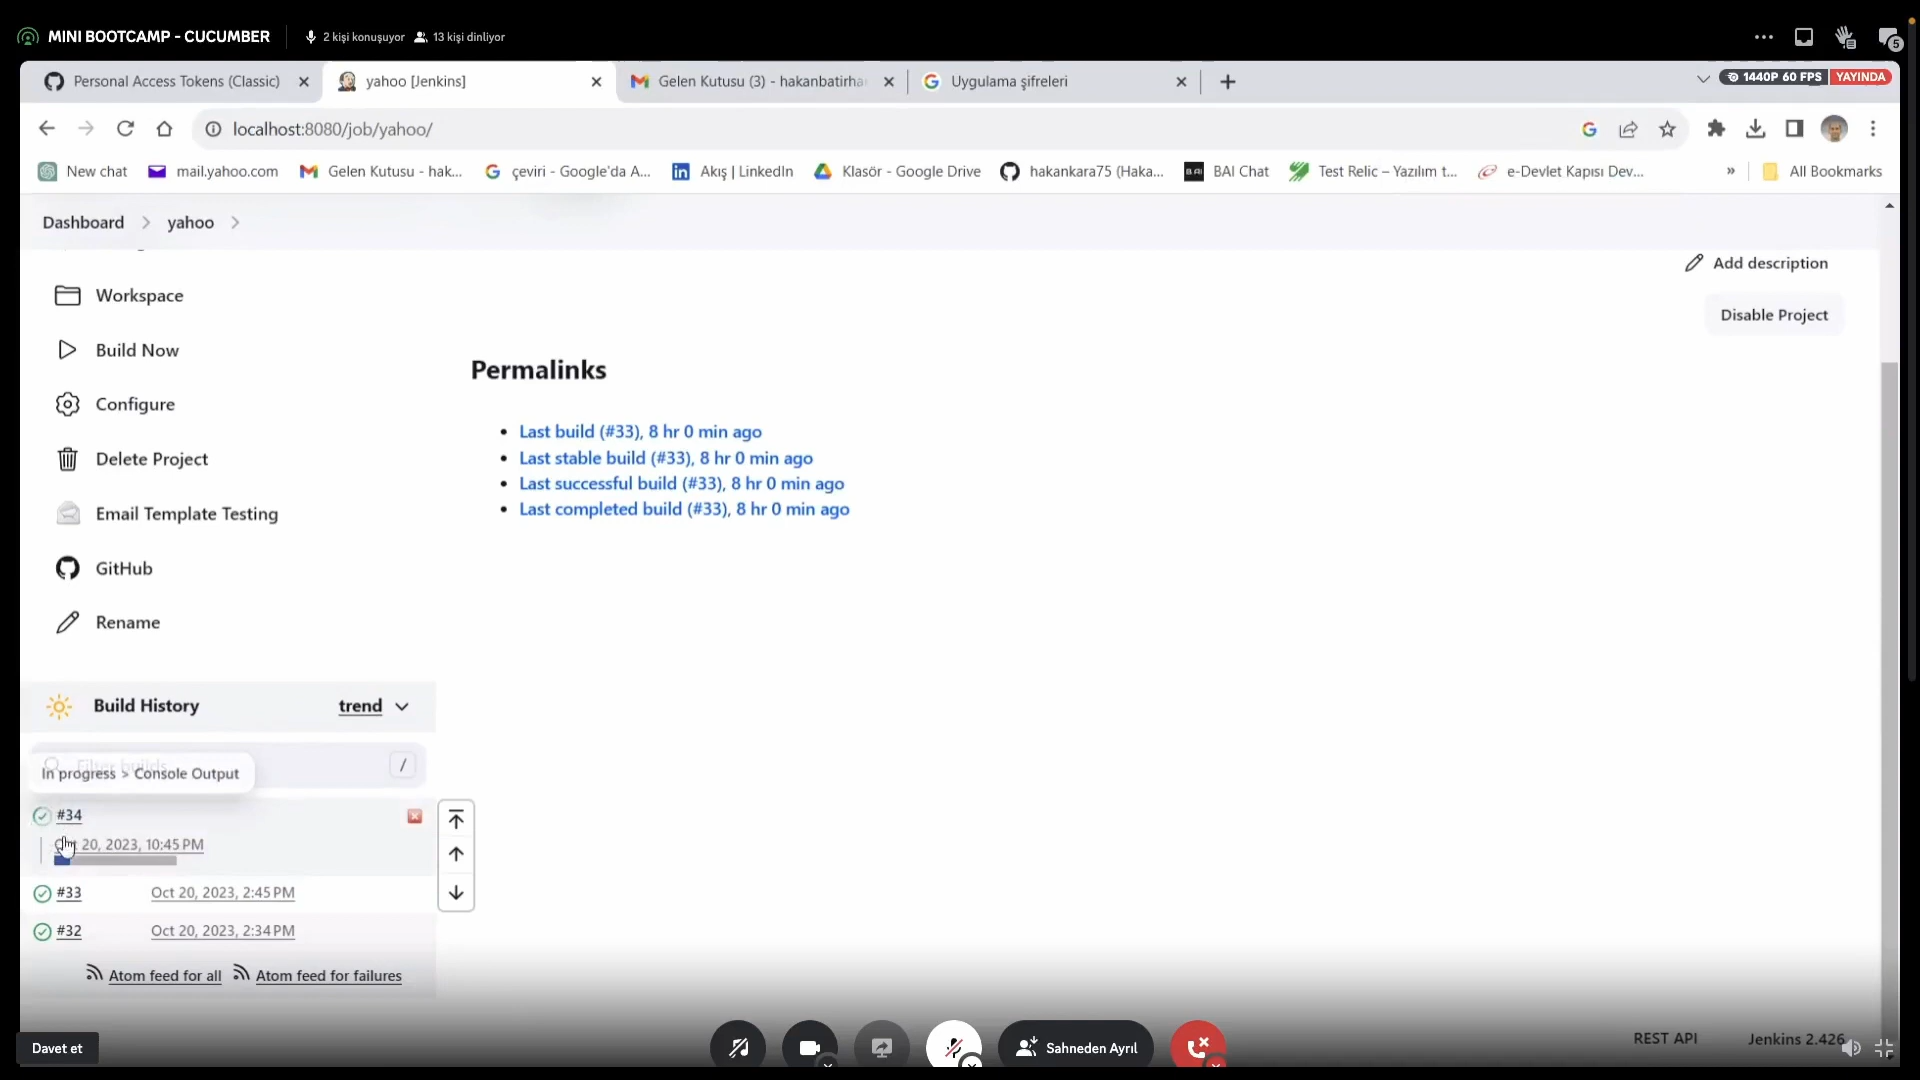 MINI BOOTCAMP - CUCUMBER
2 kişi konuşuyor
13 kişi dinliyor
5
Personal Access Tokens (Classic)
yahoo [Jenkins]
Gelen Kutusu (3) - hakanbatirha
Uygulama şifreleri
1440P 60 FPS
YAYINDA
localhost:8080/job/yahoo/
New chat
mail.yahoo.com
Gelen Kutusu - hak...
çeviri - Google'da A...
Akış | LinkedIn
Klasör - Google Drive
hakankara75 (Haka...
BAI Chat
Test Relic – Yazılım t...
e-Devlet Kapısı Dev...
»
All Bookmarks
Dashboard
yahoo
Add description
Workspace
Disable Project
Build Now
Permalinks
Configure
Last build (#33), 8 hr 0 min ago
Last stable build (#33), 8 hr 0 min ago
Delete Project
Last successful build (#33), 8 hr 0 min ago
Last completed build (#33), 8 hr 0 min ago
Email Template Testing
GitHub
Rename
Build History
trend
Filter builds...
/
In progress > Console Output
#34
20, 2023, 10:45 PM
#33
Oct 20, 2023, 2:45 PM
#32
Oct 20, 2023, 2:34 PM
Atom feed for all
Atom feed for failures
Davet et
Sahneden Ayrıl
REST API
Jenkins 2.426